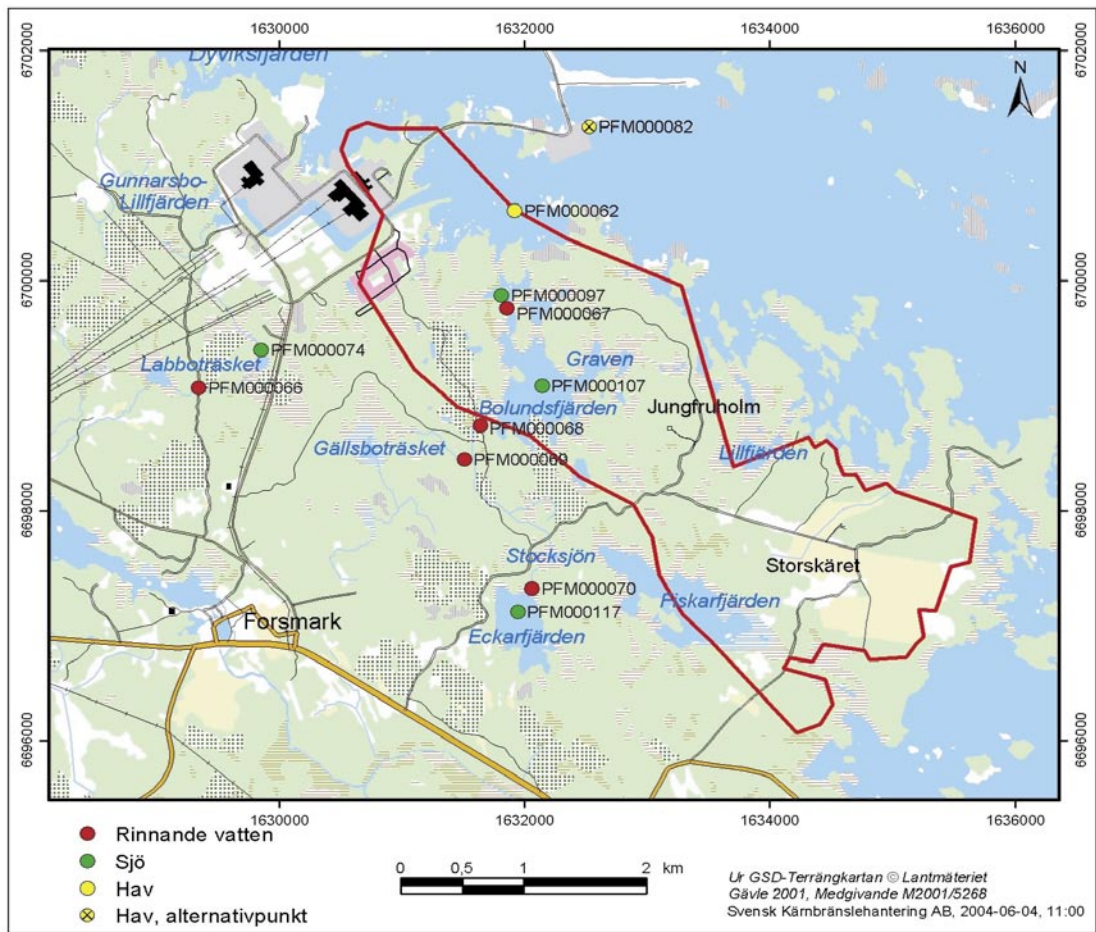 1630000
1632000
1634000
1636000
6702000
6702000
Dyviksfjärden
N
PFM000082
Gunnarsbo-
Lillfjärden
PFM000062
6700000
6700000
PFM000097
PFM000067
PFM000074
Labboträsket
Graven
PFM000066
PFM000107
Bolundsfjärden
Jungfruholm
PFM000068
Gällsboträsket
Lillfjärden
PFM000069
6698000
6698000
Stocksjön
Storskäret
PFM000070
Fiskarfjärden
PFM000117
Forsmark
Eckarfjärden
6696000
6696000
1630000
1632000
1634000
1636000
Rinnande vatten
Sjö
Hav
Hav, alternativpunkt
0 0,5 1 2 km
Ur GSD-Terrängkartan © Lantmäteriet
Gävle 2001, Medgivande M2001/5268
Svensk Kärnbränslehantering AB, 2004-06-04, 11:00